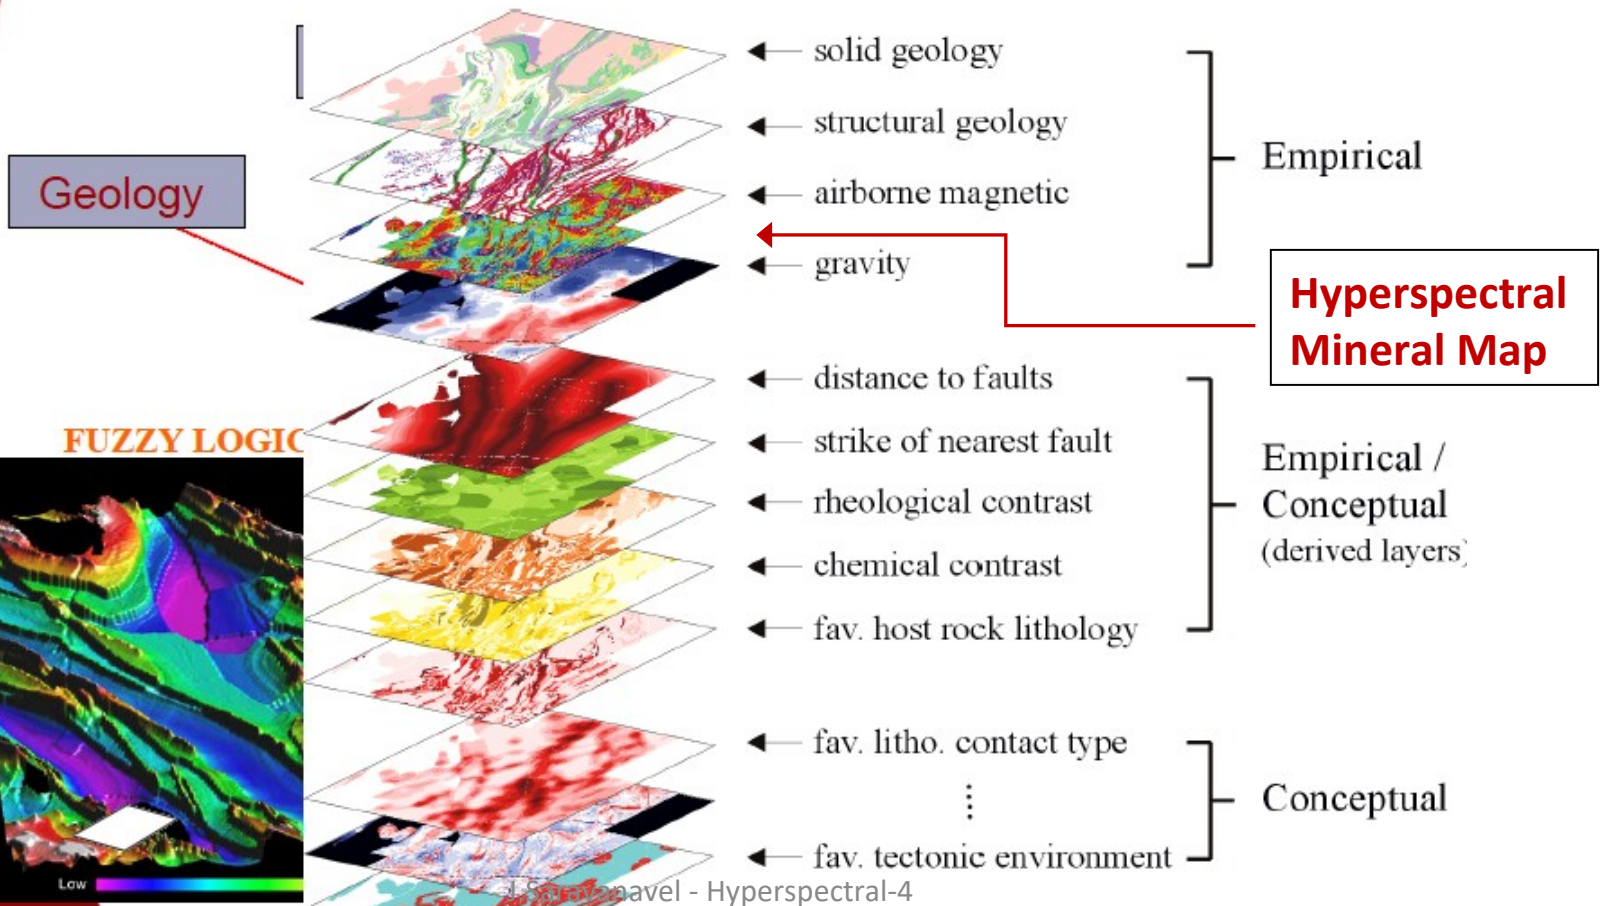 solid geology
structural geology
airborne magnetic
gravity
Empirical
Geology
Hyperspectral
Mineral Map
distance to faults
strike of nearest fault
rheological contrast
chemical contrast
fav. host rock lithology
Empirical /
Conceptual
(derived layers)
FUZZY LOGIC
fav. litho. contact type
fav. tectonic environment
Conceptual
Low
J Saravanavel - Hyperspectral-4